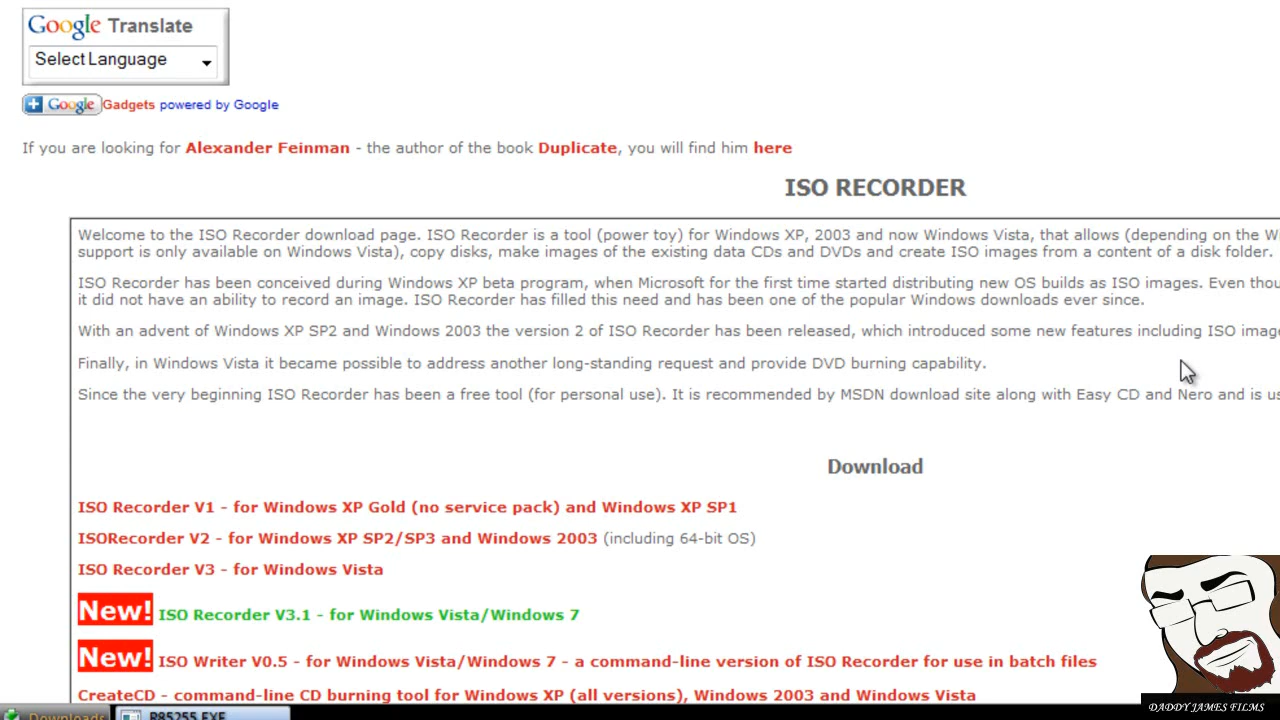 Google Translate
Select Language
Google Gadgets powered by Google
If you are looking for Alexander Feinman - the author of the book Duplicate, you will find him here
ISO RECORDER
Welcome to the ISO Recorder download page. ISO Recorder is a tool (power toy) for Windows XP, 2003 and now Windows Vista, that allows (depending on the
support is only available on Windows Vista), copy disks, make images of the existing data CDs and DVDs and create ISO images from a content of a disk folder.
ISO Recorder has been conceived during Windows XP beta program, when Microsoft for the first time started distributing new OS builds as ISO images. Even
it did not have an ability to record an image. ISO Recorder has filled this need and has been one of the popular Windows downloads ever since.
With an advent of Windows XP SP2 and Windows 2003 the version 2 of ISO Recorder has been released, which introduced some new features including ISO
Finally, in Windows Vista it became possible to address another long-standing request and provide DVD burning capability.
Since the very beginning ISO Recorder has been a free tool (for personal use). It is recommended by MSDN download site along with Easy CD and Nero and is
Download
ISO Recorder V1 - for Windows XP Gold (no service pack) and Windows XP SP1
ISORecorder V2 - for Windows XP SP2/SP3 and Windows 2003 (including 64-bit OS)
ISO Recorder V3 - for Windows Vista
New! ISO Recorder V3.1 - for Windows Vista/Windows 7
New! ISO Writer V0.5 - for Windows Vista/Windows 7 - a command-line version of ISO Recorder for use in batch files
CreateCD - command-line CD burning tool for Windows XP (all versions), Windows 2003 and Windows Vista
DADDY JAMES FILMS
Downloads
R85255.EXE